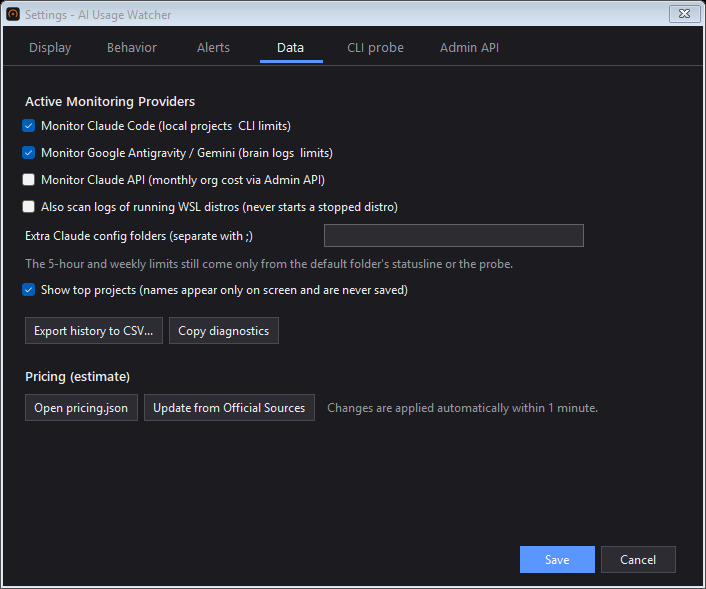 Settings - AI Usage Watcher
Display Behavior Alerts Data CLI probe Admin API
Active Monitoring Providers
Monitor Claude Code (local projects  CLI limits)
Monitor Google Antigravity / Gemini (brain logs  limits)
Monitor Claude API (monthly org cost via Admin API)
Also scan logs of running WSL distros (never starts a stopped distro)
Extra Claude config folders (separate with ;)
The 5-hour and weekly limits still come only from the default folder's statusline or the probe.
Show top projects (names appear only on screen and are never saved)
Export history to CSV... Copy diagnostics
Pricing (estimate)
Open pricing.json Update from Official Sources Changes are applied automatically within 1 minute.
Save Cancel